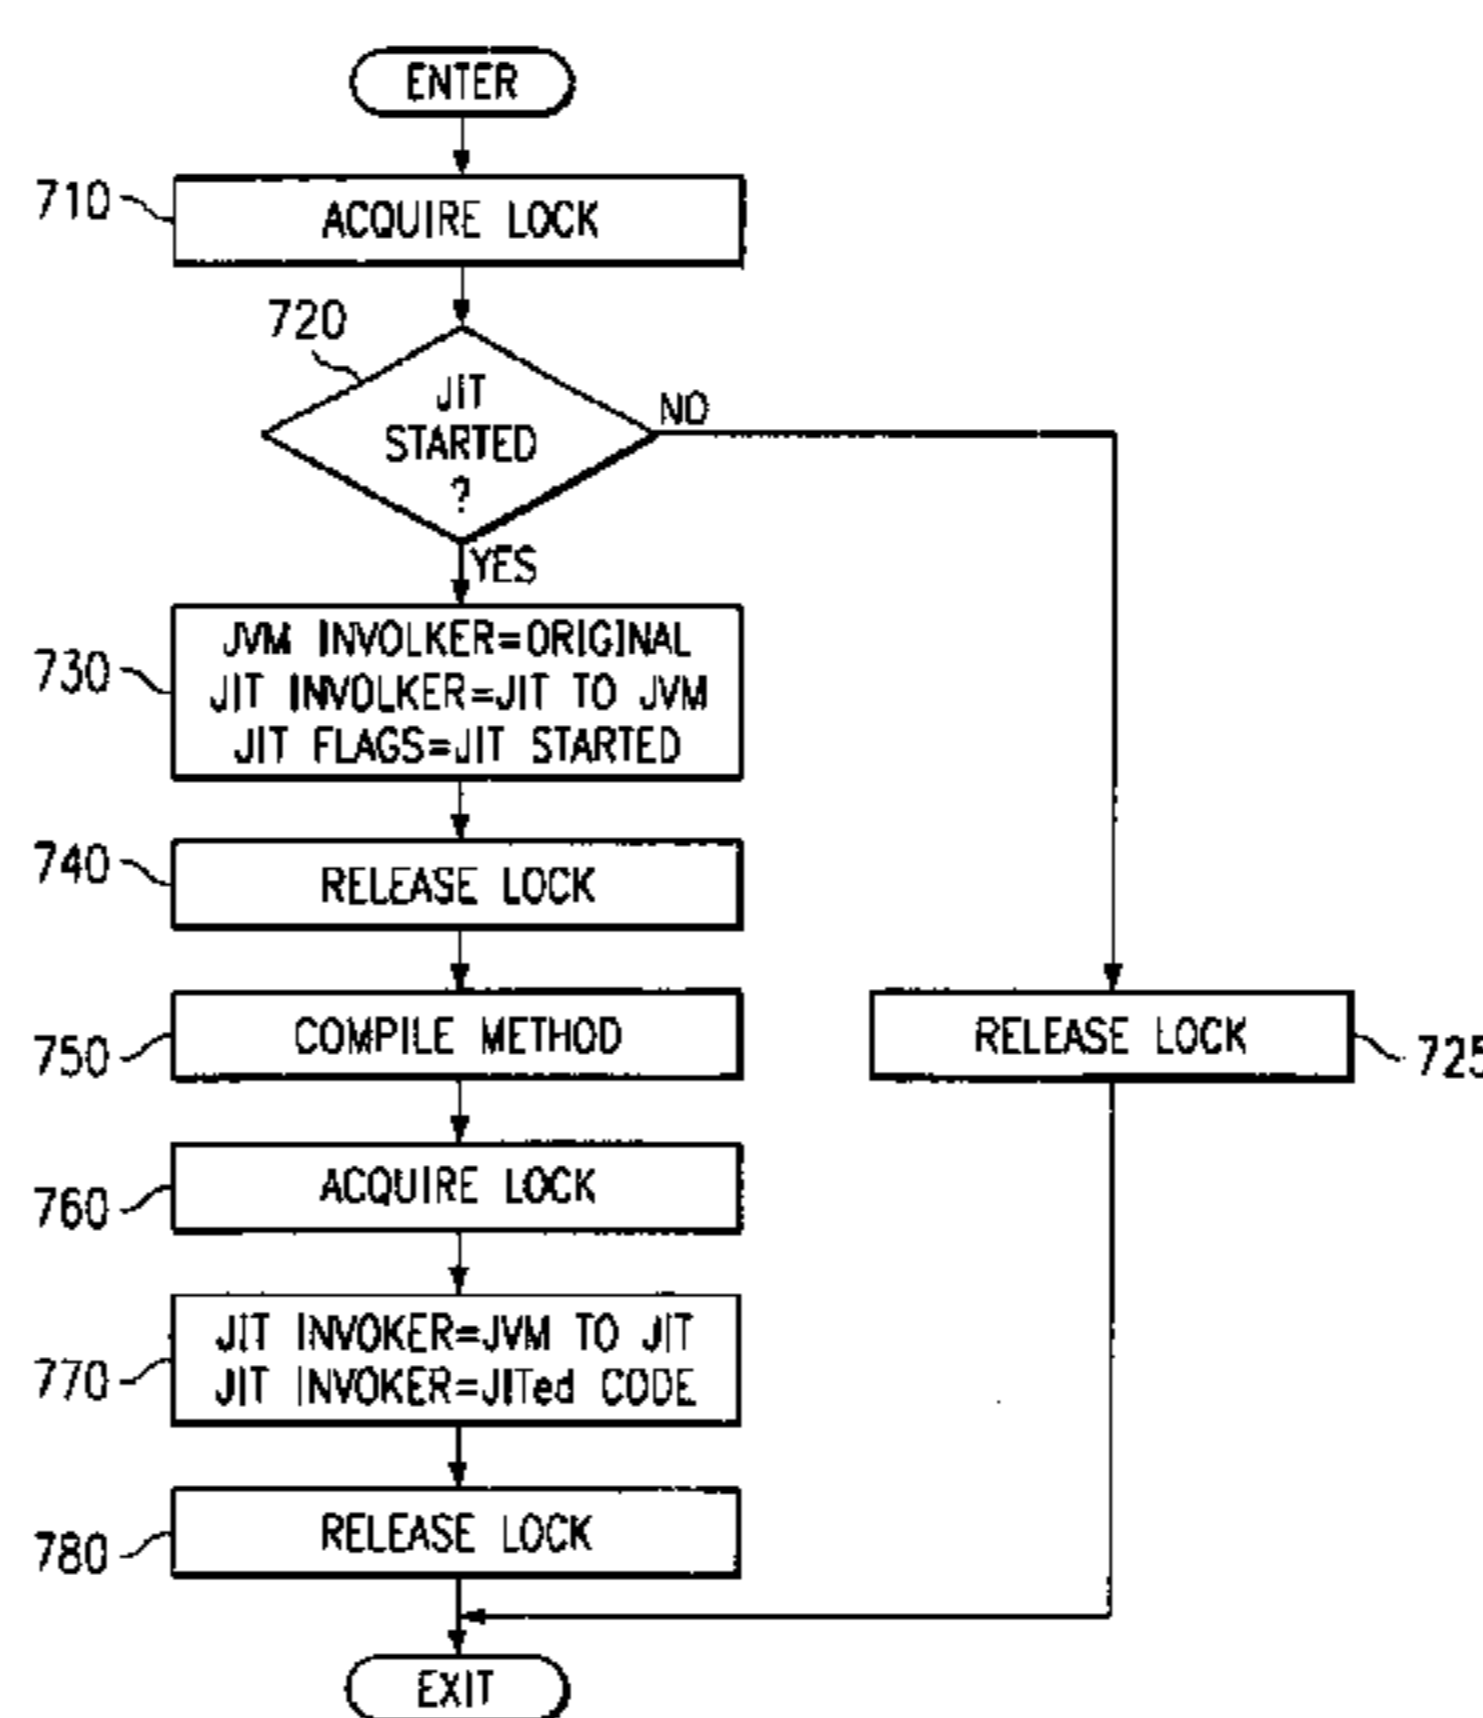 ENTER
710
ACQUIRE LOCK
720
JIT
STARTED
?
NO
YES
730
JVM INVOLKER=ORIGINAL
JIT INVOLKER=JIT TO JVM
JIT FLAGS=JIT STARTED
740
RELEASE LOCK
750
COMPILE METHOD
RELEASE LOCK
725
760
ACQUIRE LOCK
770
JIT INVOKER=JVM TO JIT
JIT INVOKER=JITed CODE
780
RELEASE LOCK
EXIT